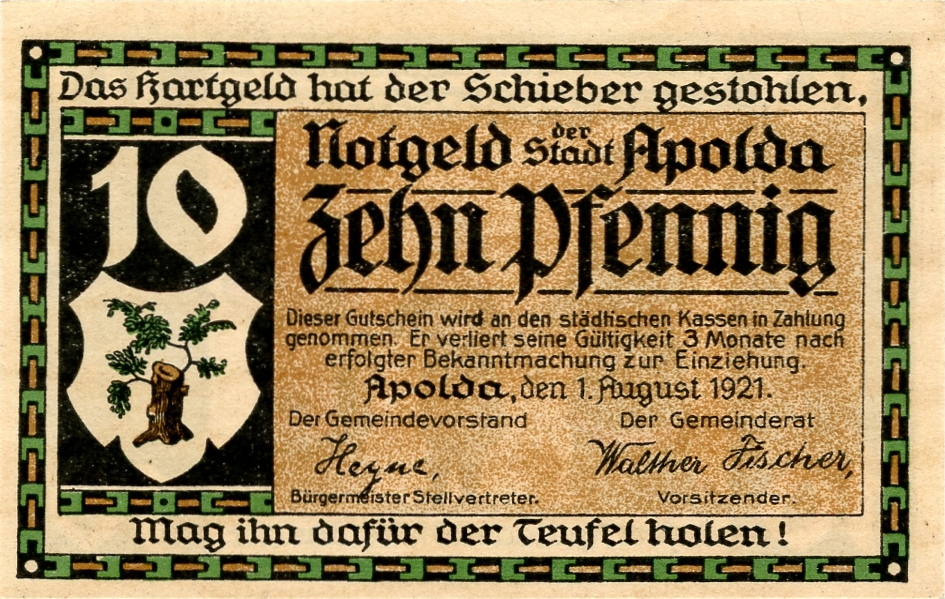 Das Hartgeld hat der Schieber gestohlen,
10
Notgeld der Stadt Apolda
Zehn Pfennig
Dieser Gutschein wird an den städtischen Kassen in Zahlung
genommen. Er verliert seine Gültigkeit 3 Monate nach
erfolgter Bekanntmachung zur Einziehung.
Apolda, den 1. August 1921.
Der Gemeindevorstand
Der Gemeinderat
Heyne,
Walther Fischer,
Bürgermeister Stellvertreter.
Vorsitzender.
Mag ihn dafür der Teufel holen!